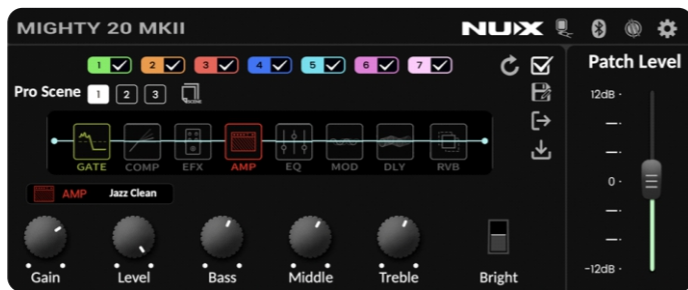 MIGHTY 20 MKII NUX
1 2 3 4 5 6 7
Patch Level
Pro Scene 1 2 3 SCENE
12dB
GATE COMP EFX AMP EQ MOD DLY RVB
0
AMP Jazz Clean
-12dB
Gain Level Bass Middle Treble Bright